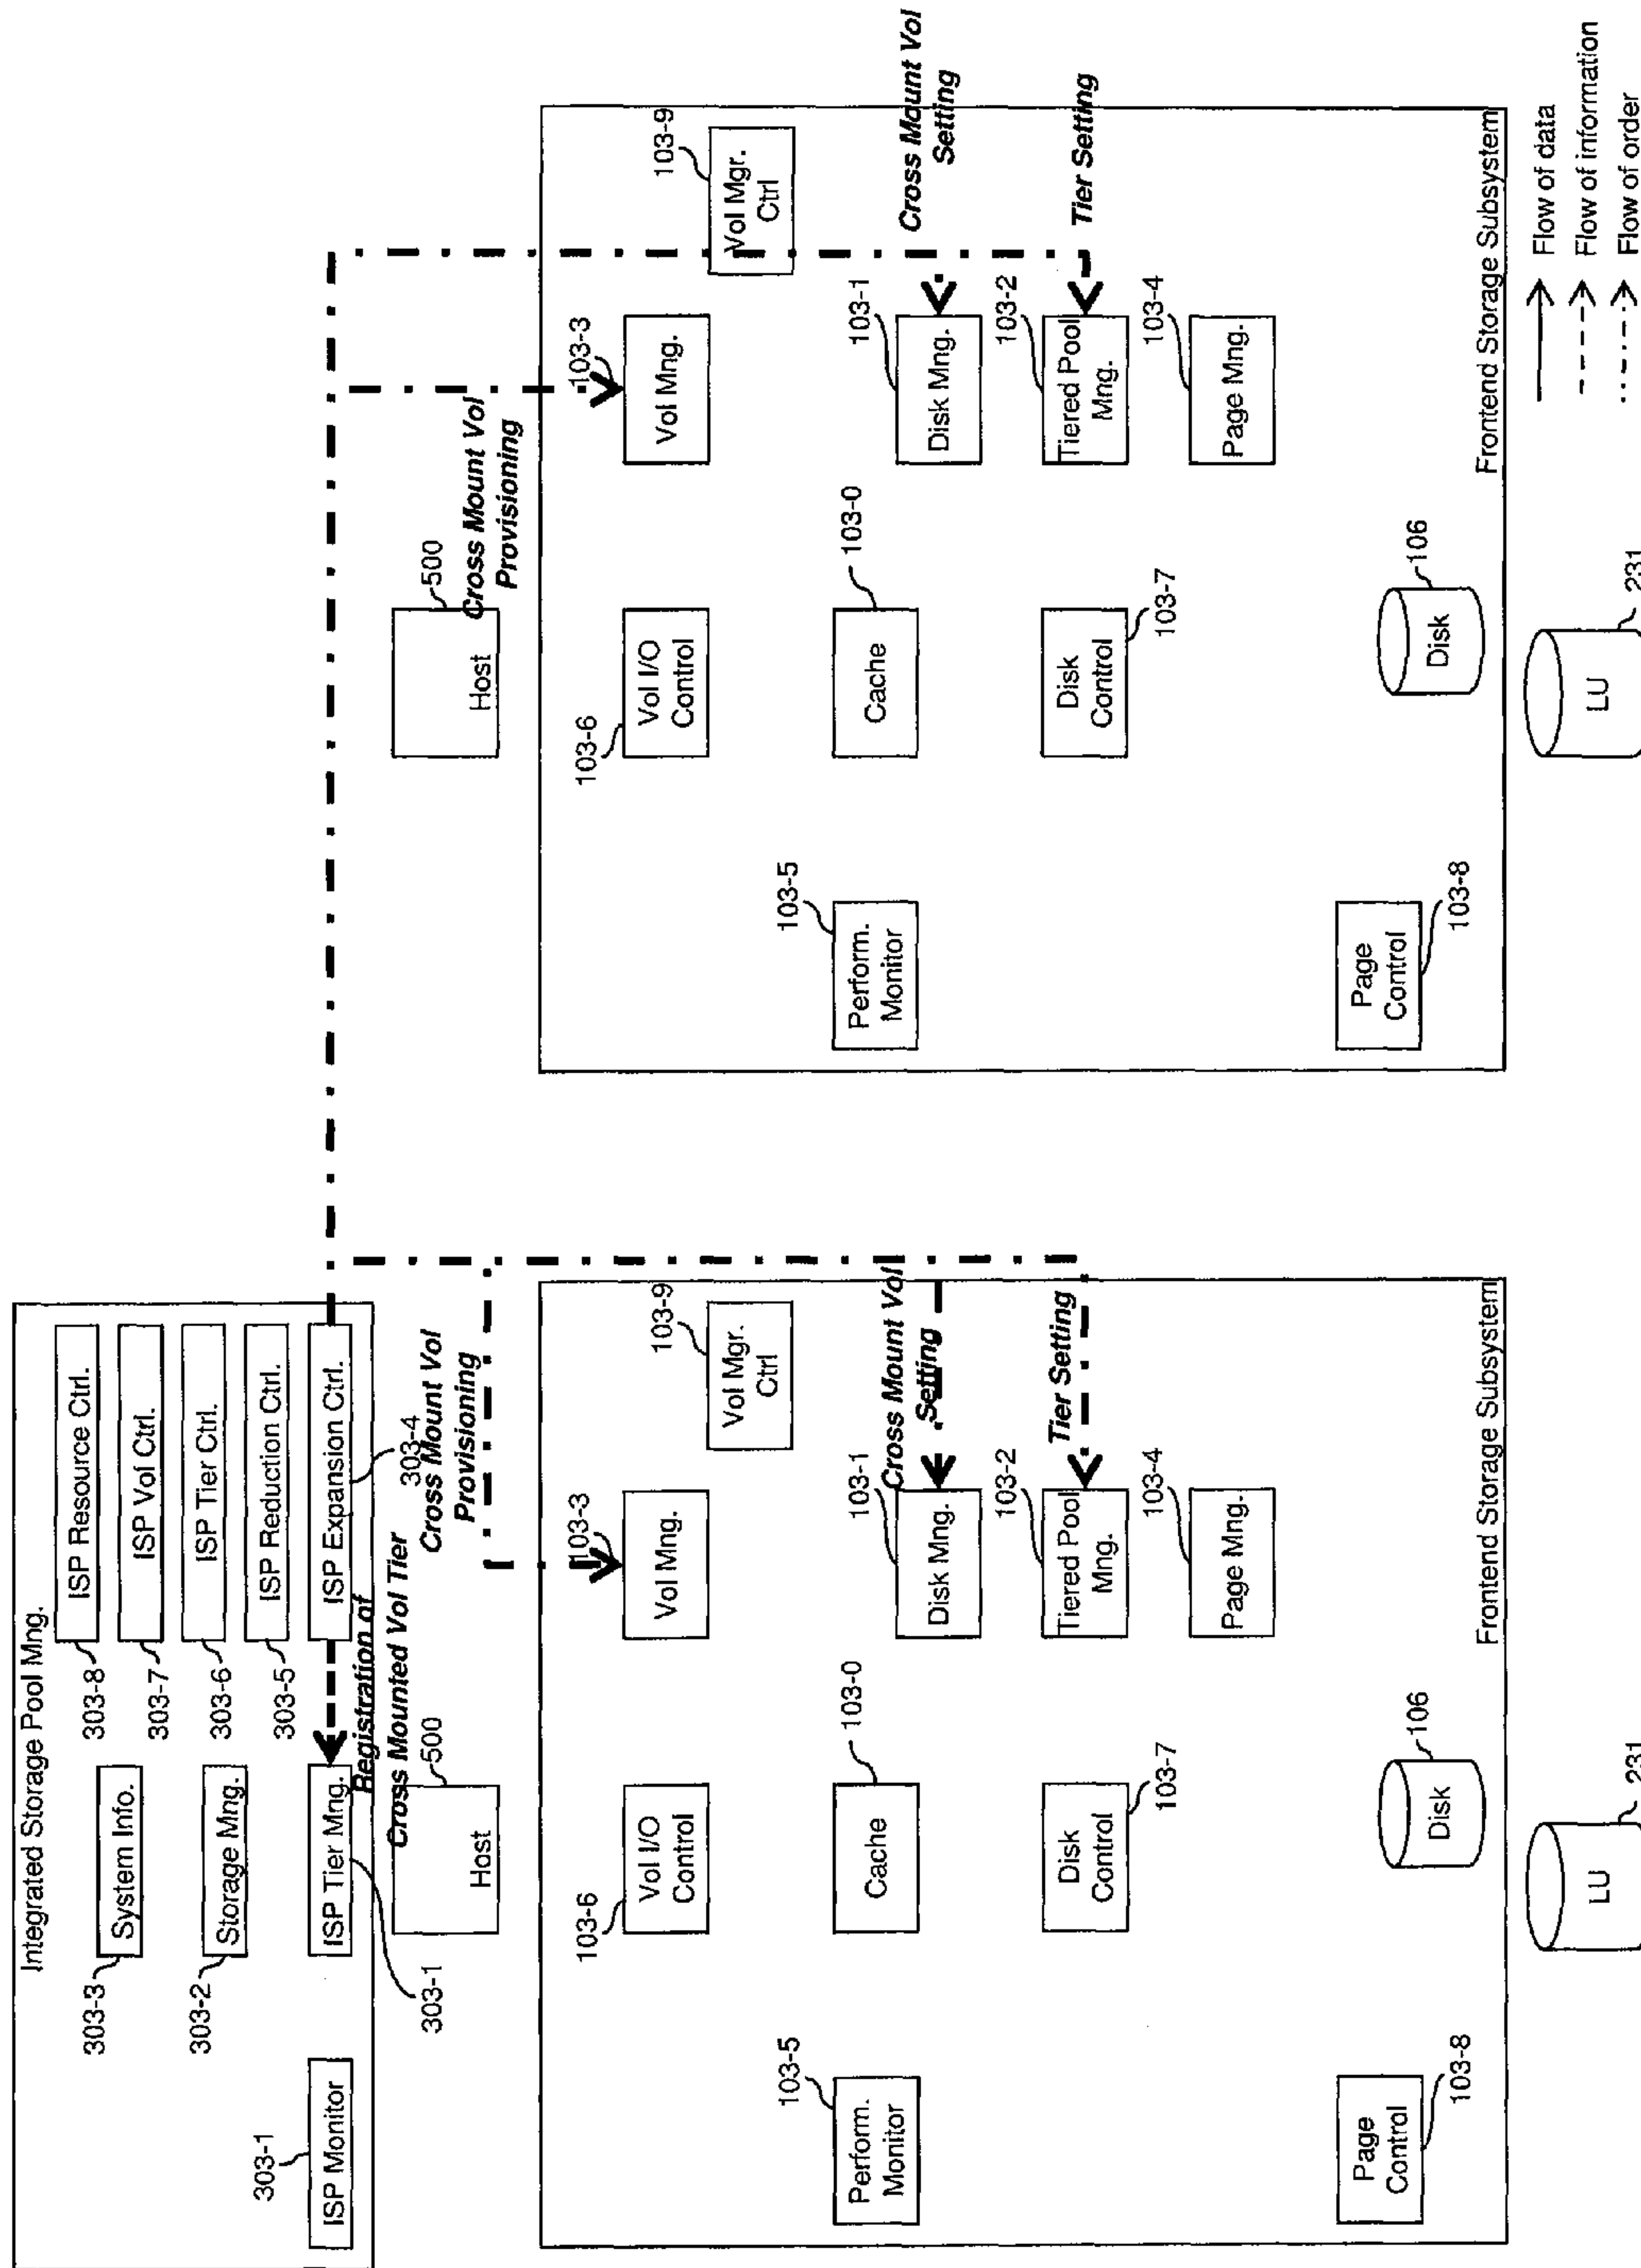 Integrated Storage Pool Mng.
303-1
ISP Monitor
303-3
System Info.
303-2
Storage Mng.
ISP Tier Mng.
303-1
303-8
ISP Resource Ctrl.
303-7
ISP Vol Ctrl.
303-6
ISP Tier Ctrl.
303-5
ISP Reduction Ctrl.
ISP Expansion Ctrl.
303-4
Registration of
Cross Mounted Vol Tier
500
Host
Cross Mount Vol
Provisioning
103-3
Vol Mng.
103-9
Vol Mgr.
Ctrl
103-6
Vol I/O
Control
103-5
Perform.
Monitor
103-0
Cache
Cross Mount Vol
Setting
103-1
Disk Mng.
Tier Setting
103-2
Tiered Pool
Mng.
103-7
Disk
Control
103-4
Page Mng.
103-8
Page
Control
106
Disk
Frontend Storage Subsystem
231
LU
500
Host
Cross Mount Vol
Provisioning
103-3
Vol Mng.
103-9
Vol Mgr.
Ctrl
103-6
Vol I/O
Control
103-5
Perform.
Monitor
103-0
Cache
Cross Mount Vol
Setting
103-1
Disk Mng.
Tier Setting
103-2
Tiered Pool
Mng.
103-7
Disk
Control
103-4
Page Mng.
103-8
Page
Control
106
Disk
Frontend Storage Subsystem
231
LU
Flow of data
Flow of information
Flow of order